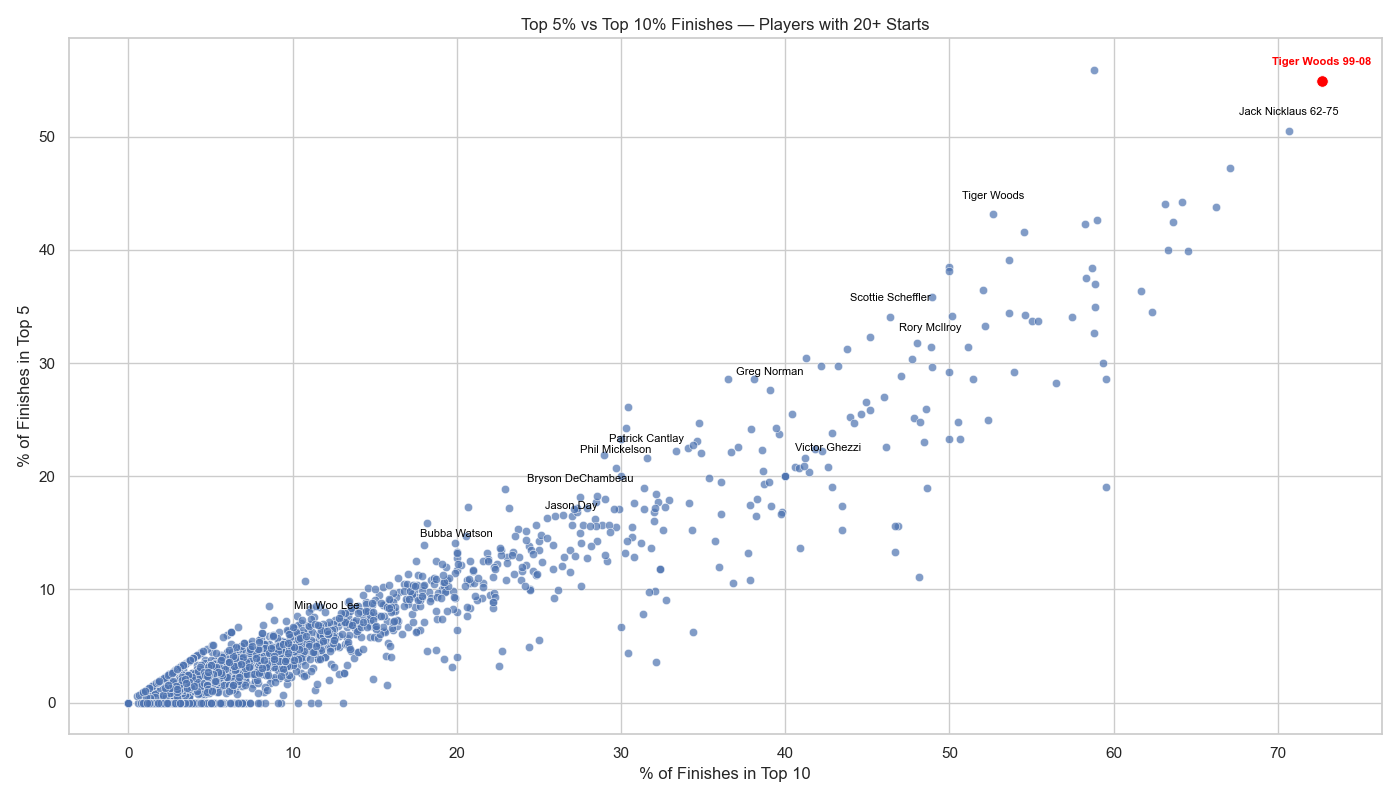 Top 5% vs Top 10% Finishes — Players with 20+ Starts
Tiger Woods 99-08
Jack Nicklaus 62-75
Tiger Woods
Scottie Scheffler
Rory McIlroy
Greg Norman
Patrick Cantlay
Phil Mickelson
Victor Ghezzi
Bryson DeChambeau
Jason Day
Bubba Watson
Min Woo Lee
% of Finishes in Top 5
50
40
30
20
10
0
0 10 20 30 40 50 60 70
% of Finishes in Top 10